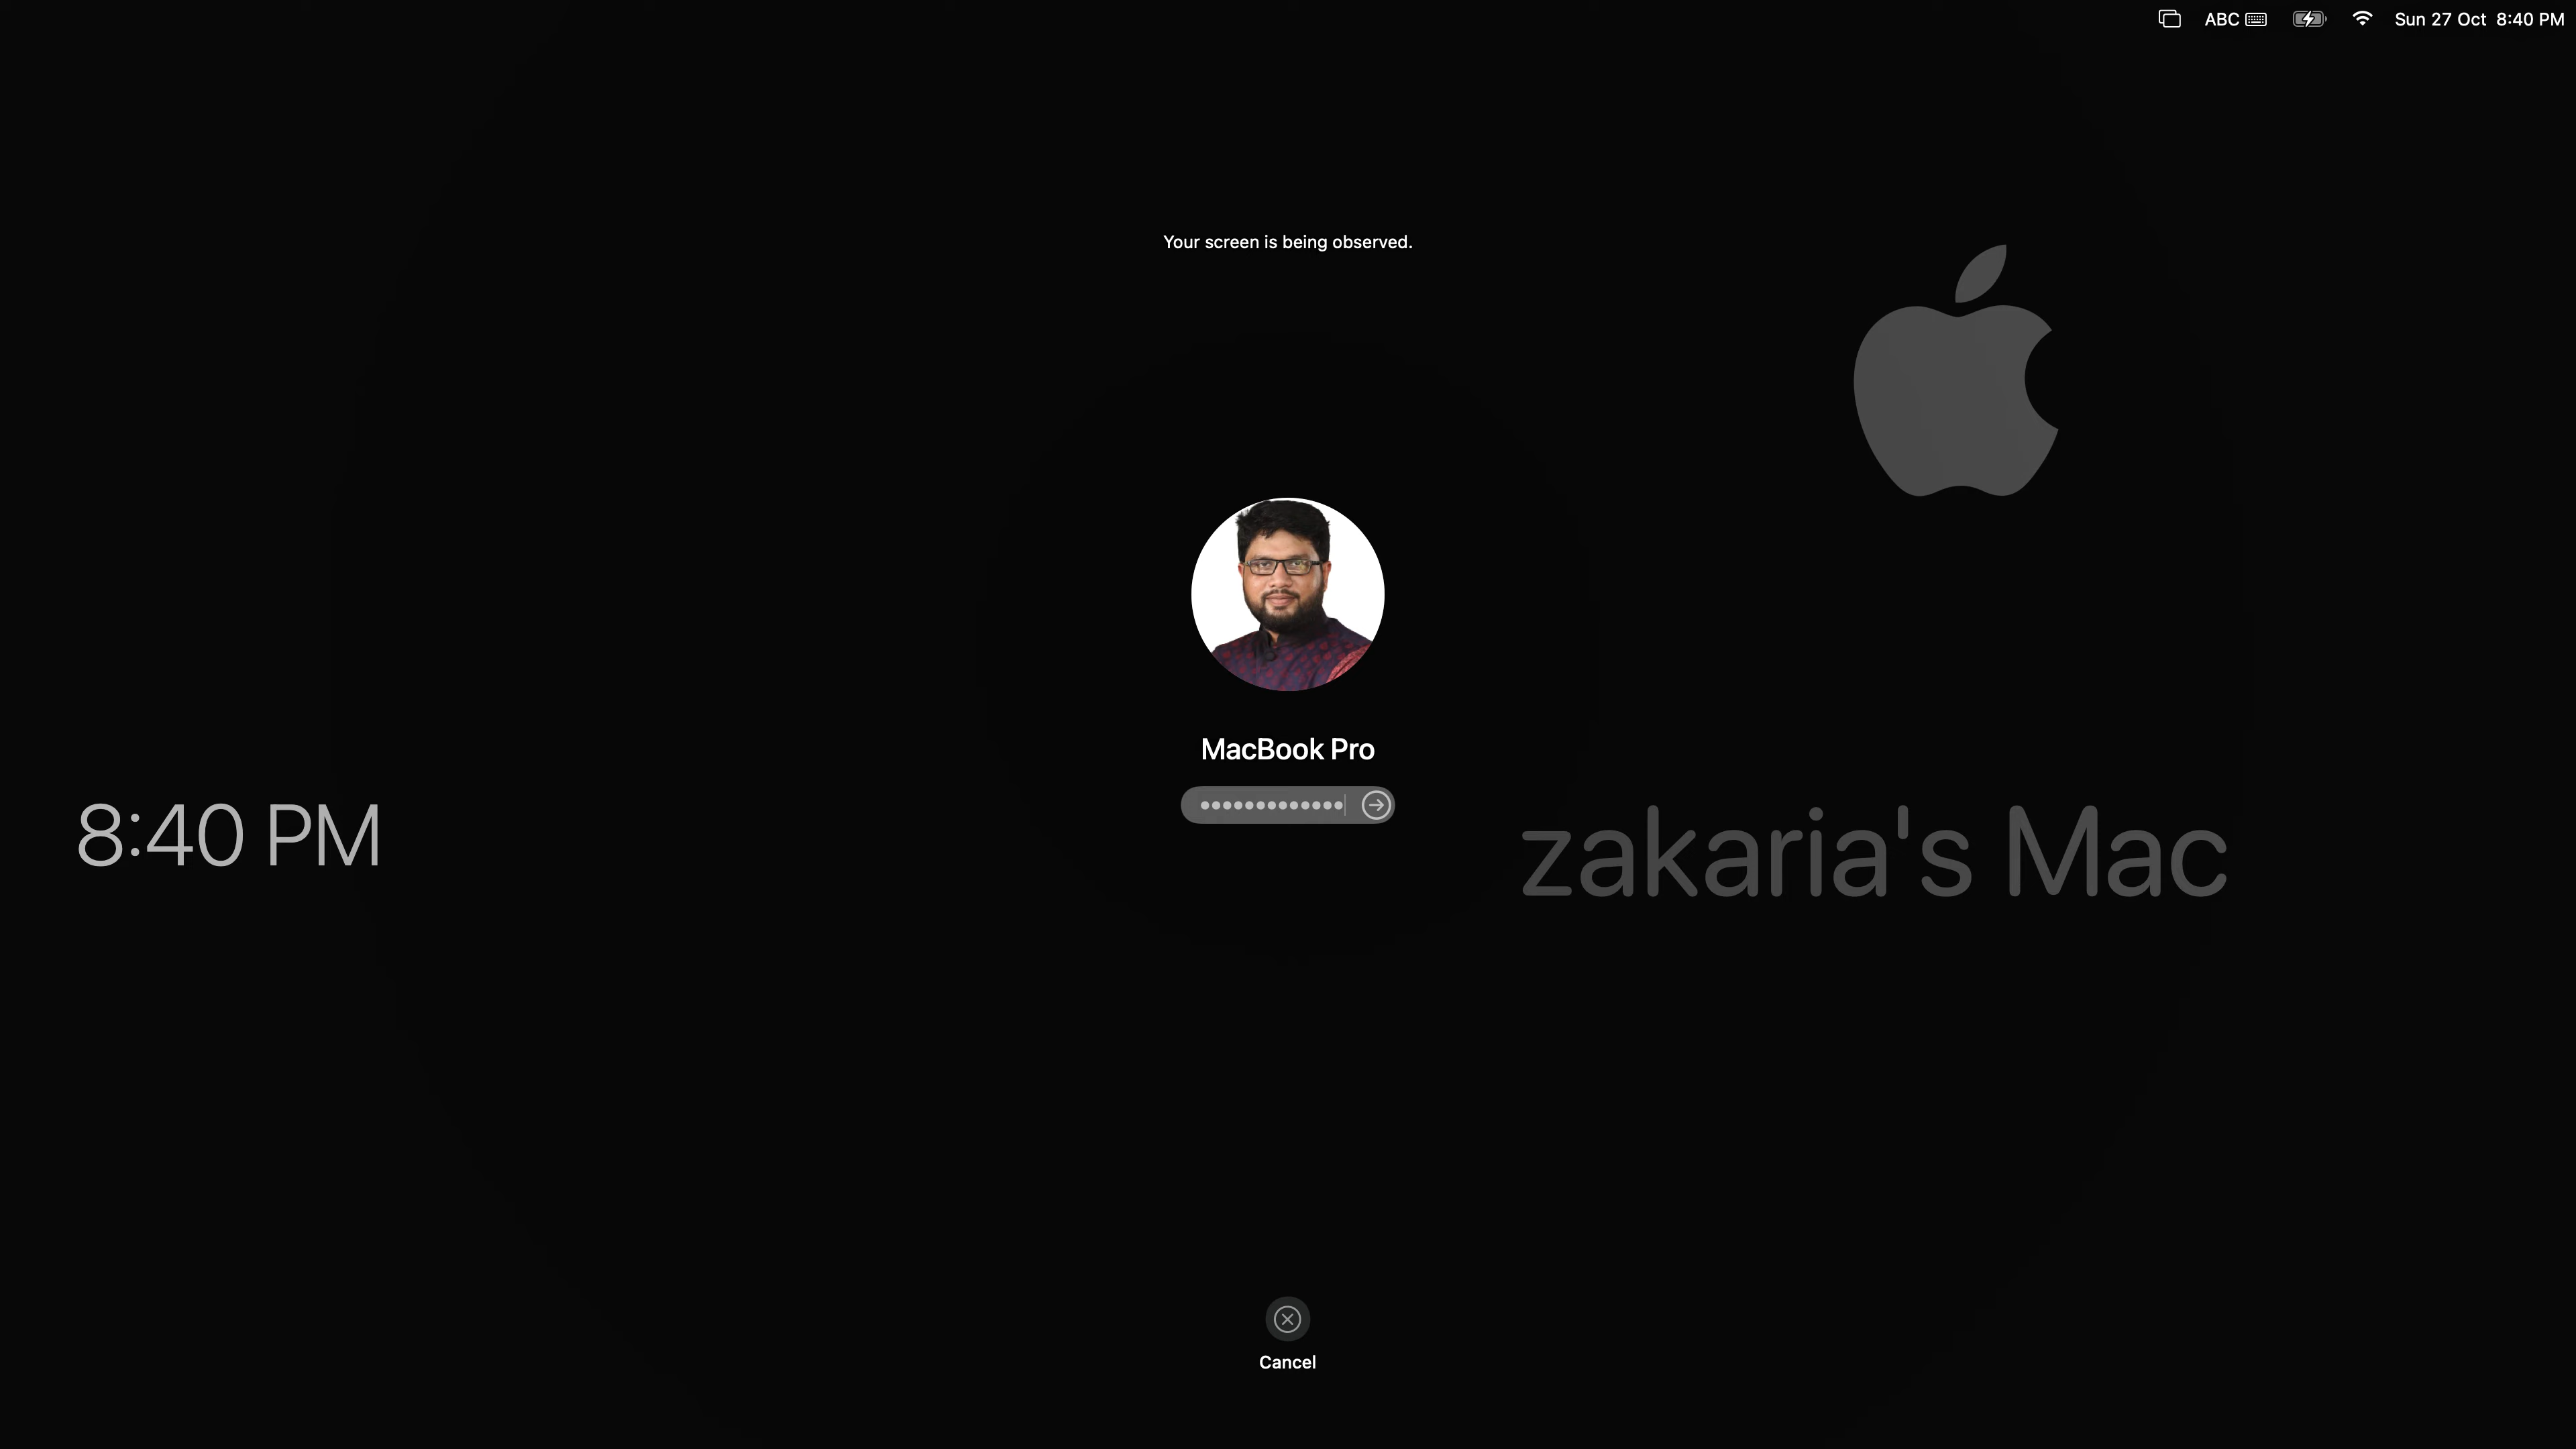 ABC Sun 27 Oct 8:40 PM
Your screen is being observed.
MacBook Pro
8:40 PM
zakaria's Mac
Cancel